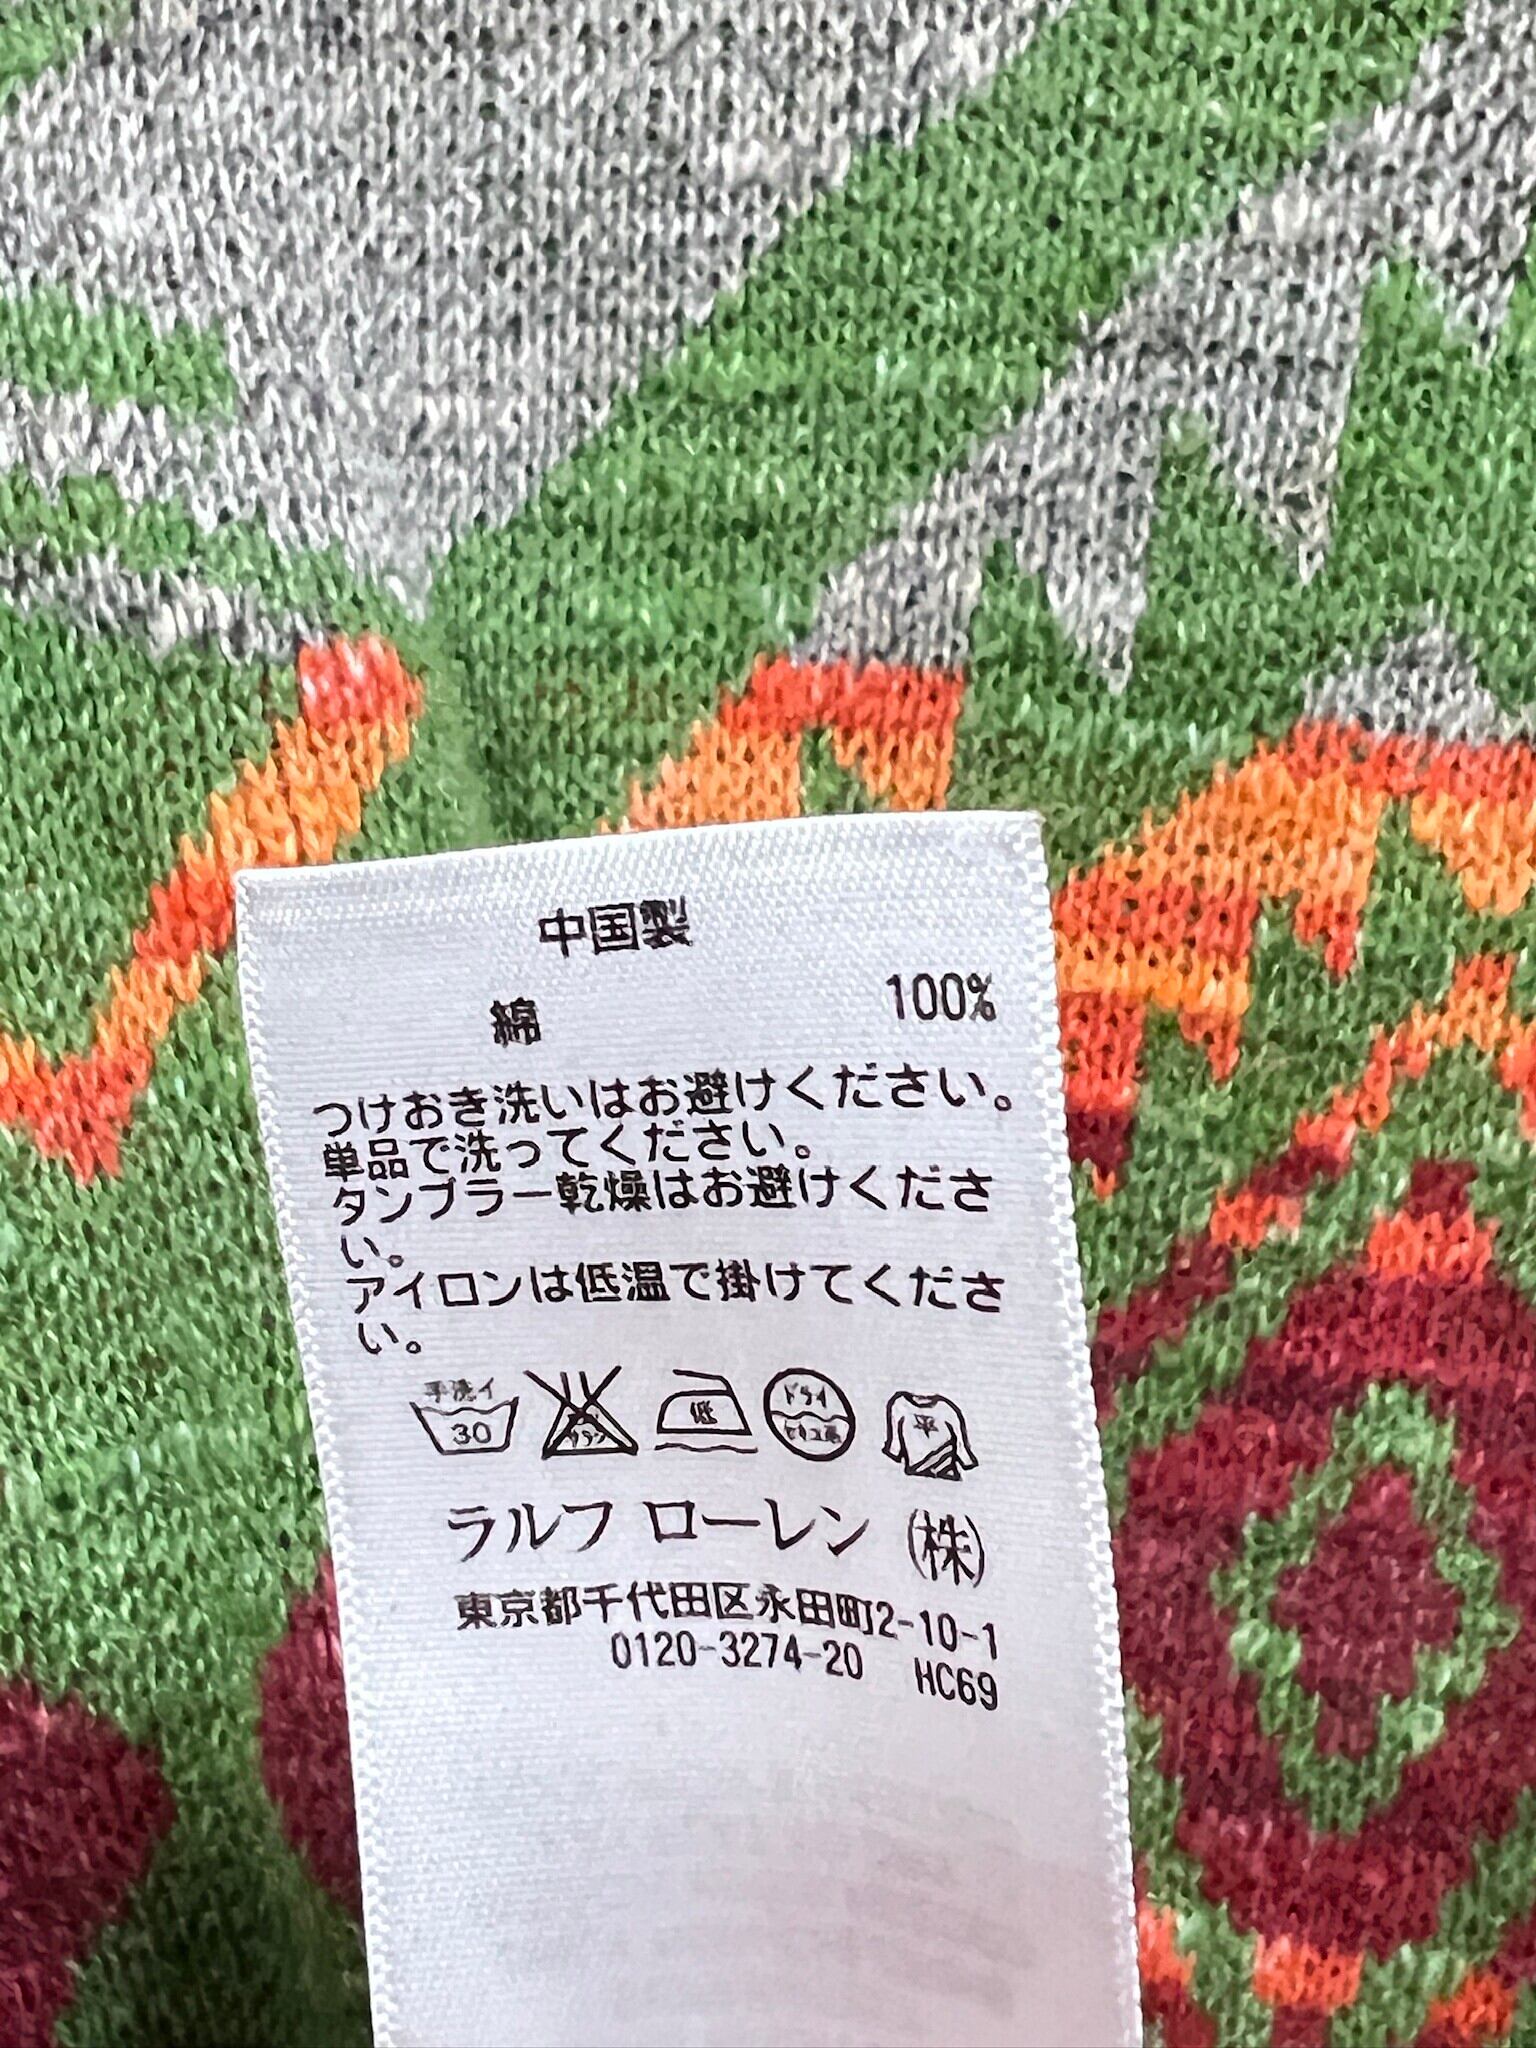 中国製
綿 100%
つけおき洗いはお避けください。
単品で洗ってください。
タンブラー乾燥はお避けくださ
い。
アイロンは低温で掛けてくださ
い。
手洗イ
30
低
ドライ
平
ラルフ ローレン (株)
東京都千代田区永田町2-10-1
0120-3274-20 HC69